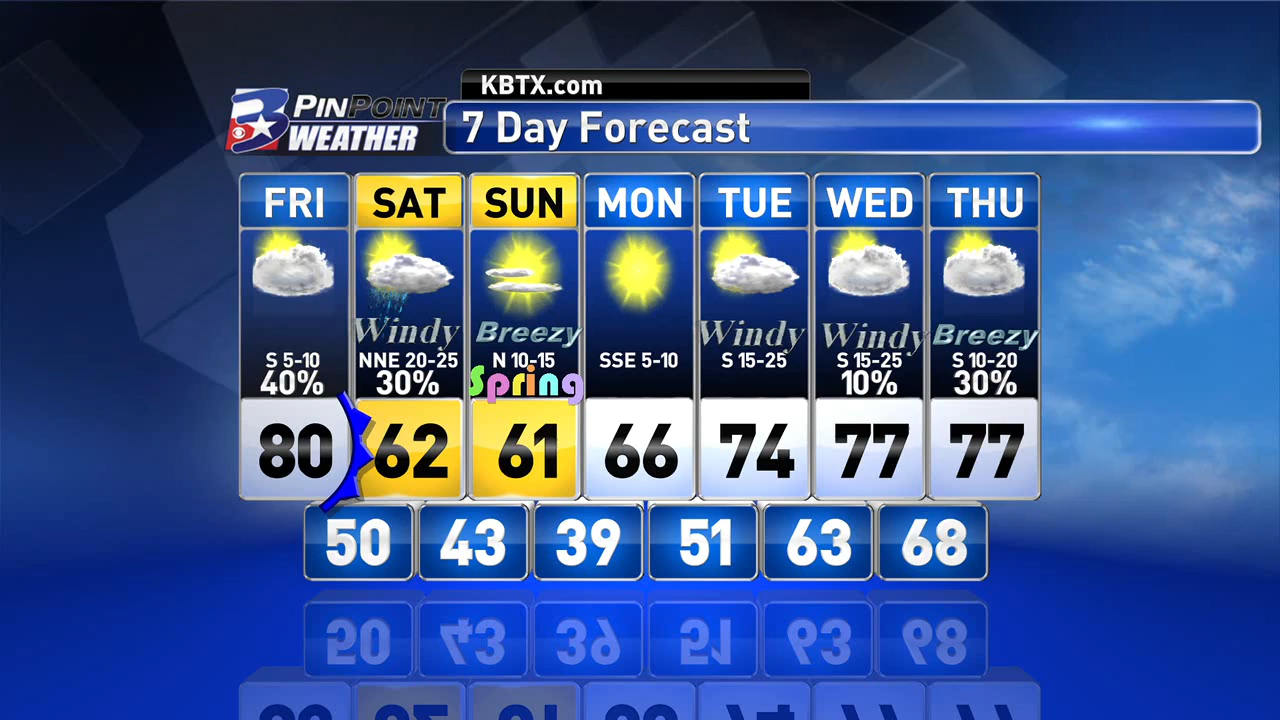 KBTX.com
PINPOINT
WEATHER
7 Day Forecast
FRI SAT SUN MON TUE WED THU
Windy Breezy Windy Windy Breezy
S 5-10 NNE 20-25 N 10-15 SSE 5-10 S 15-25 S 15-25 S 10-20
40% 30% Spring 10% 30%
80 62 61 66 74 77 77
50 43 39 51 63 68